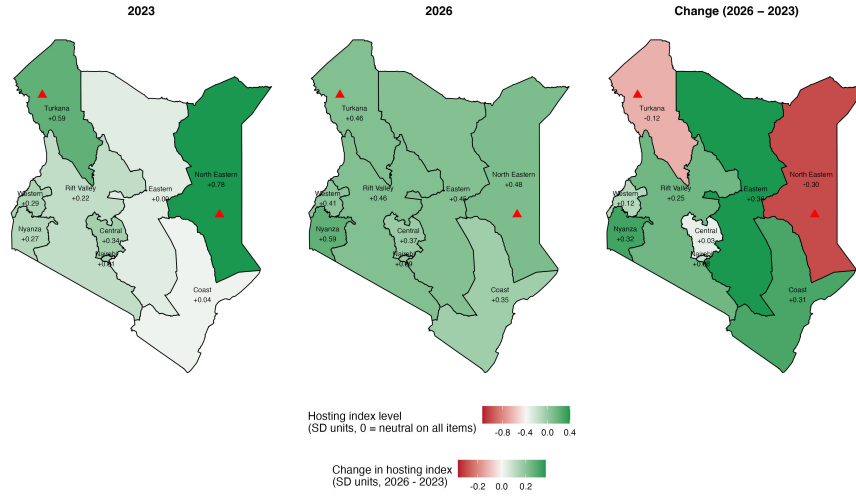 2023
2026
Change (2026 − 2023)
Turkana
+0.59
North Eastern
+0.78
Western
+0.29
Rift Valley
+0.22
Eastern
Nyanza
+0.27
Central
+0.34
Nairobi
Coast
+0.04
Turkana
+0.46
North Eastern
+0.48
Western
+0.41
Rift Valley
+0.46
Eastern
Nyanza
+0.59
Central
+0.37
Nairobi
Coast
+0.35
Turkana
-0.12
North Eastern
-0.30
Western
+0.12
Rift Valley
+0.25
Eastern
Nyanza
+0.32
Central
+0.03
Nairobi
Coast
+0.31
Hosting index level
(SD units, 0 = neutral on all items)
-0.8 -0.4 0.0 0.4
Change in hosting index
(SD units, 2026 - 2023)
-0.2 0.0 0.2